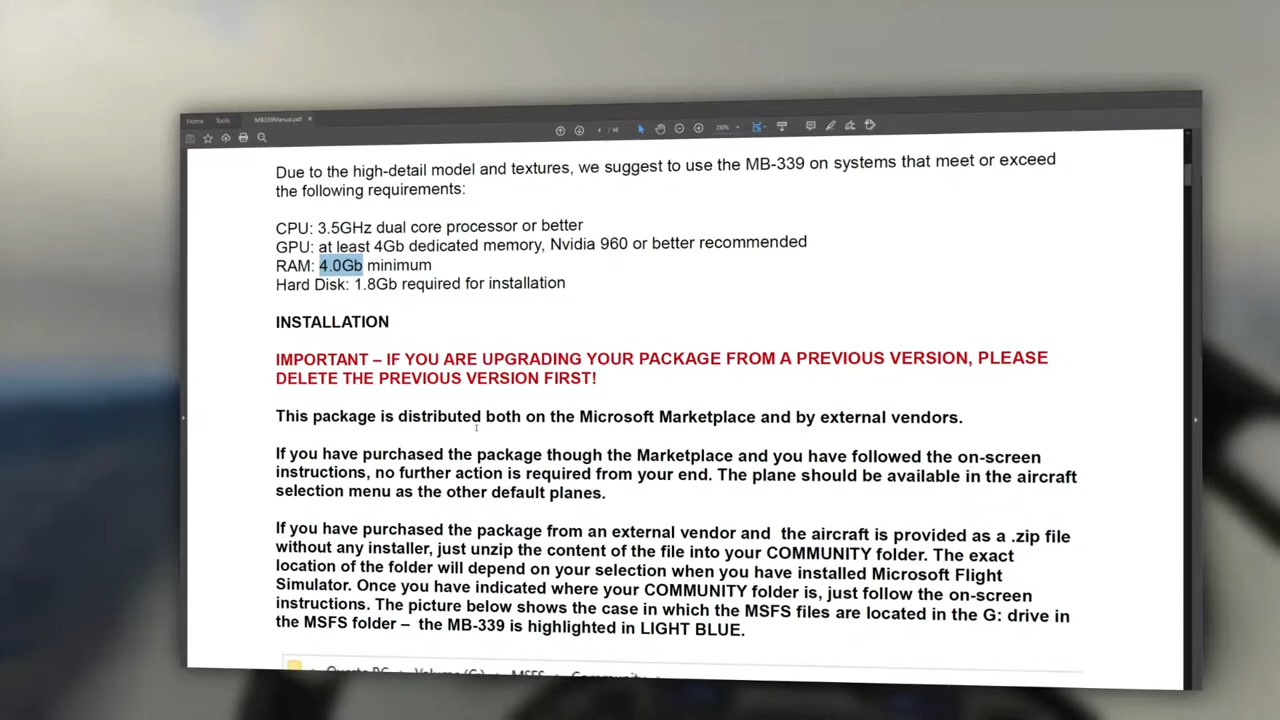 Home Tools MB339Manual.pdf ×
4 / 66 290%
Due to the high-detail model and textures, we suggest to use the MB-339 on systems that meet or exceed
the following requirements:
CPU: 3.5GHz dual core processor or better
GPU: at least 4Gb dedicated memory, Nvidia 960 or better recommended
RAM: 4.0Gb minimum
Hard Disk: 1.8Gb required for installation
INSTALLATION
IMPORTANT – IF YOU ARE UPGRADING YOUR PACKAGE FROM A PREVIOUS VERSION, PLEASE
DELETE THE PREVIOUS VERSION FIRST!
This package is distributed both on the Microsoft Marketplace and by external vendors.
If you have purchased the package though the Marketplace and you have followed the on-screen
instructions, no further action is required from your end. The plane should be available in the aircraft
selection menu as the other default planes.
If you have purchased the package from an external vendor and the aircraft is provided as a .zip file
without any installer, just unzip the content of the file into your COMMUNITY folder. The exact
location of the folder will depend on your selection when you have installed Microsoft Flight
Simulator. Once you have indicated where your COMMUNITY folder is, just follow the on-screen
instructions. The picture below shows the case in which the MSFS files are located in the G: drive in
the MSFS folder – the MB-339 is highlighted in LIGHT BLUE.